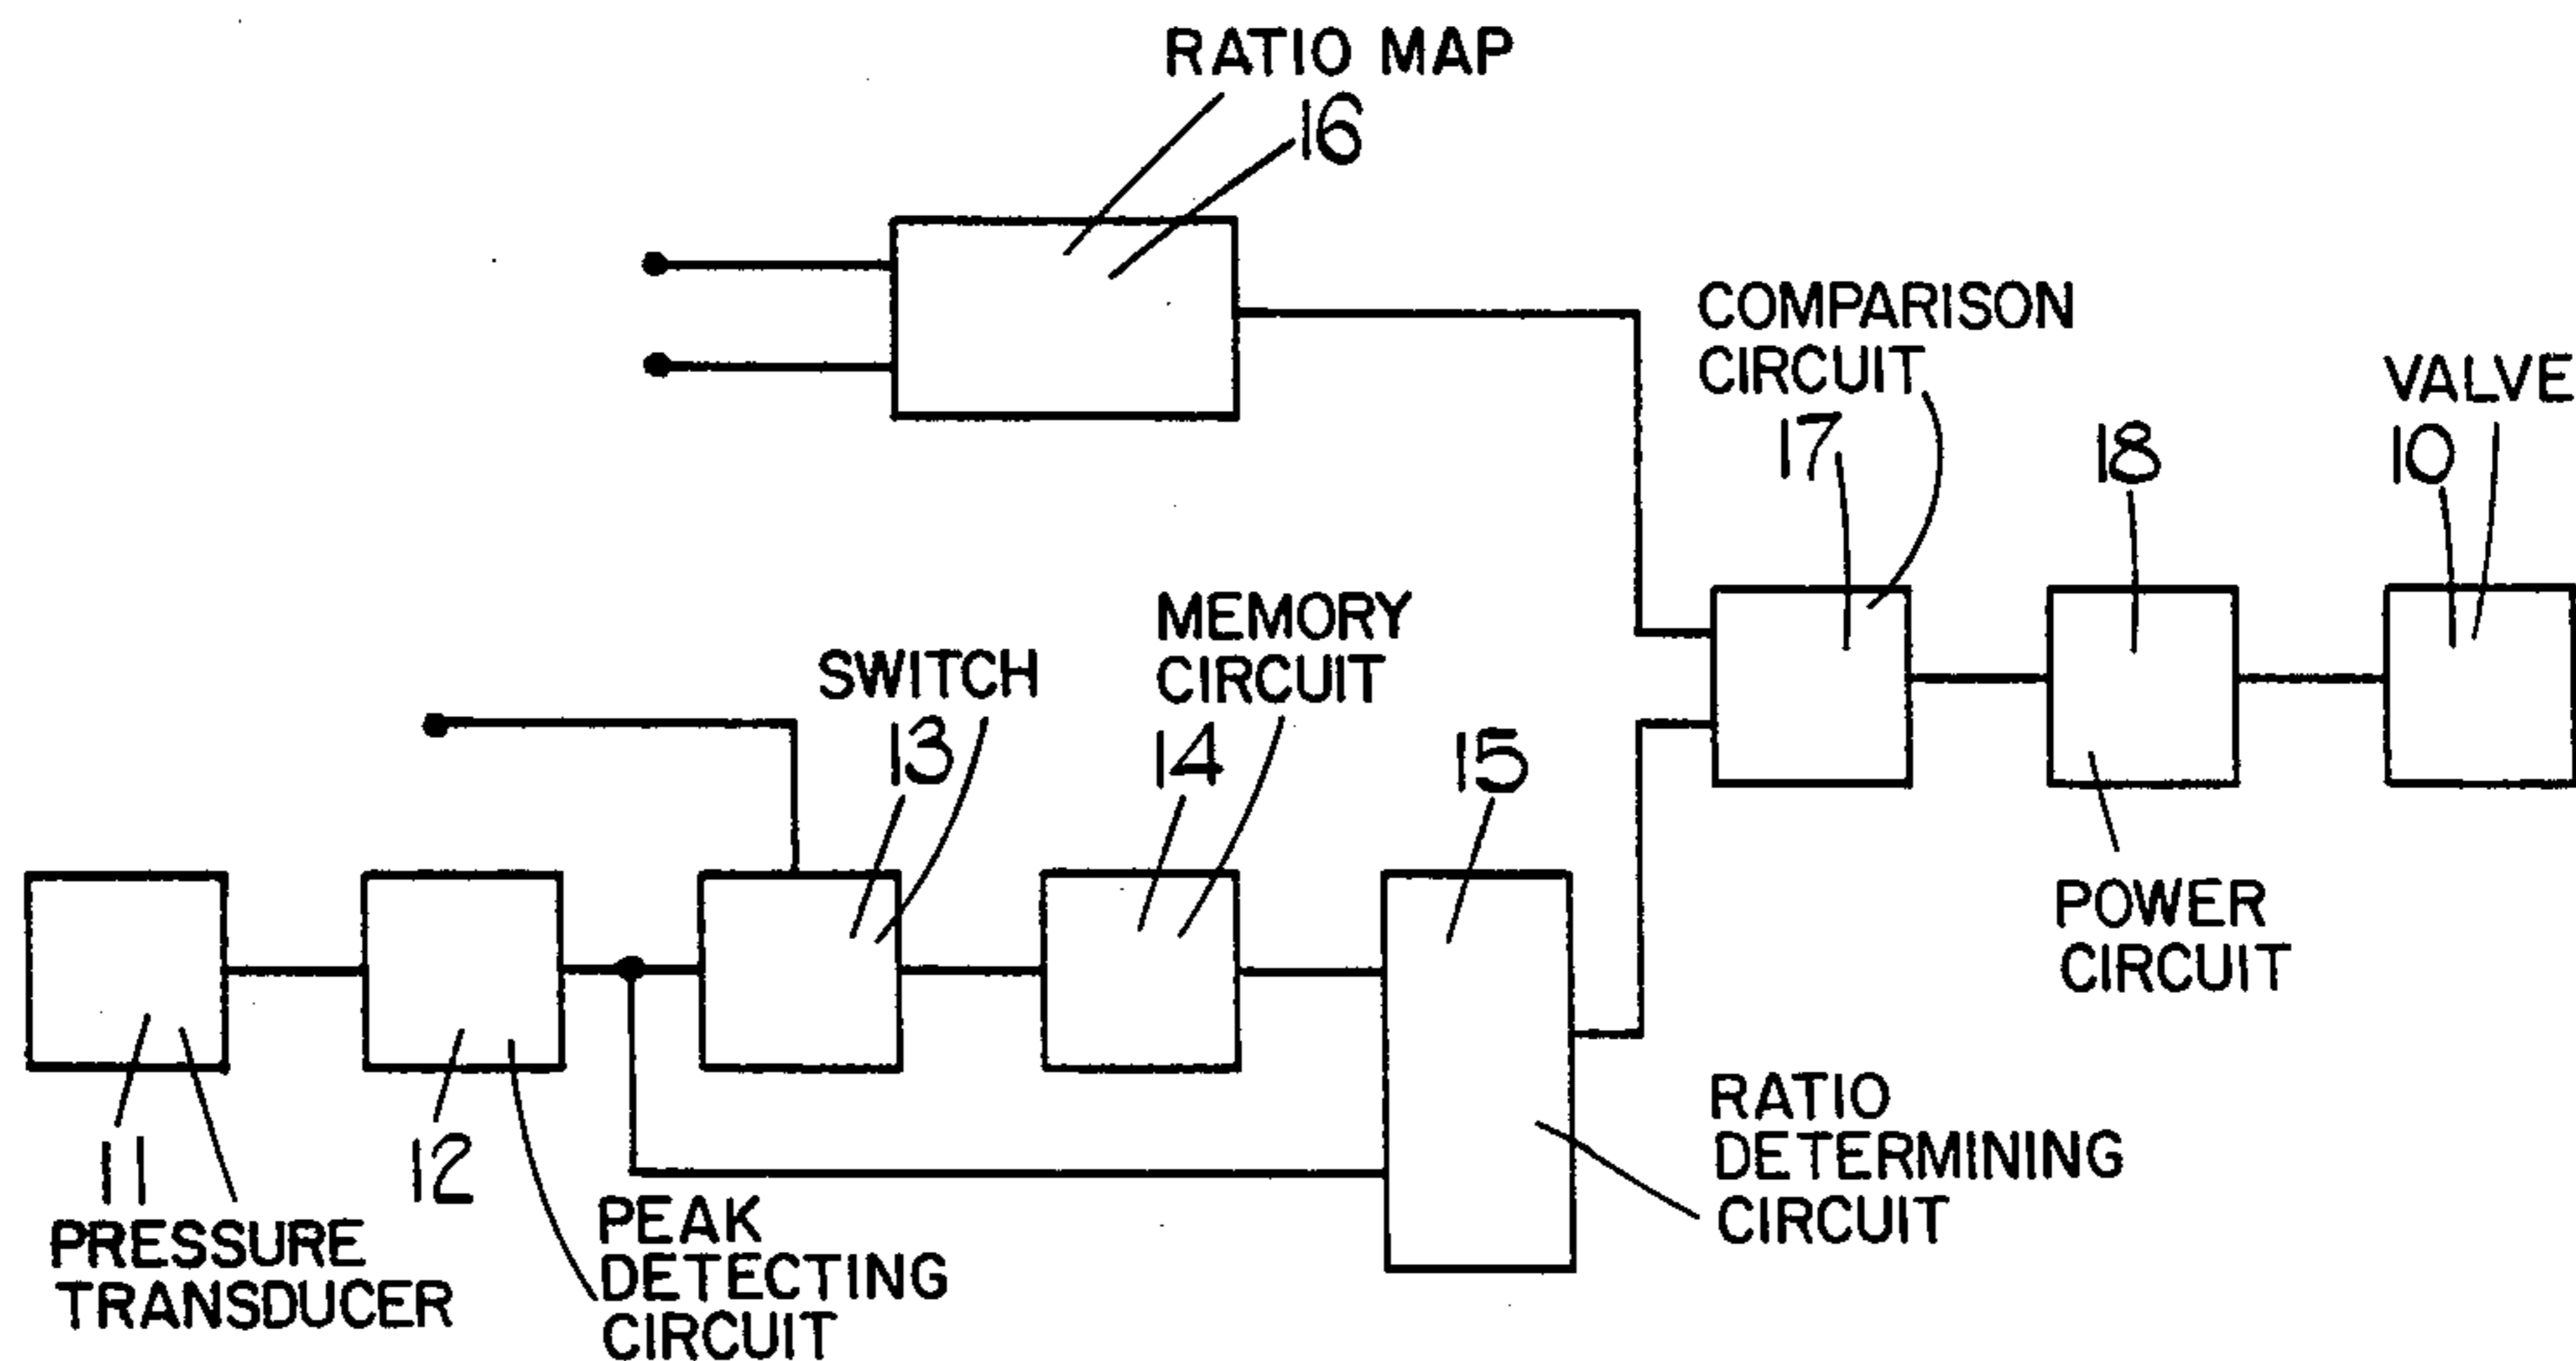 RATIO MAP
16
COMPARISON
CIRCUIT
17
18
VALVE
10
SWITCH
13
MEMORY
CIRCUIT
14
15
POWER
CIRCUIT
11
PRESSURE
TRANSDUCER
12
PEAK
DETECTING
CIRCUIT
RATIO
DETERMINING
CIRCUIT